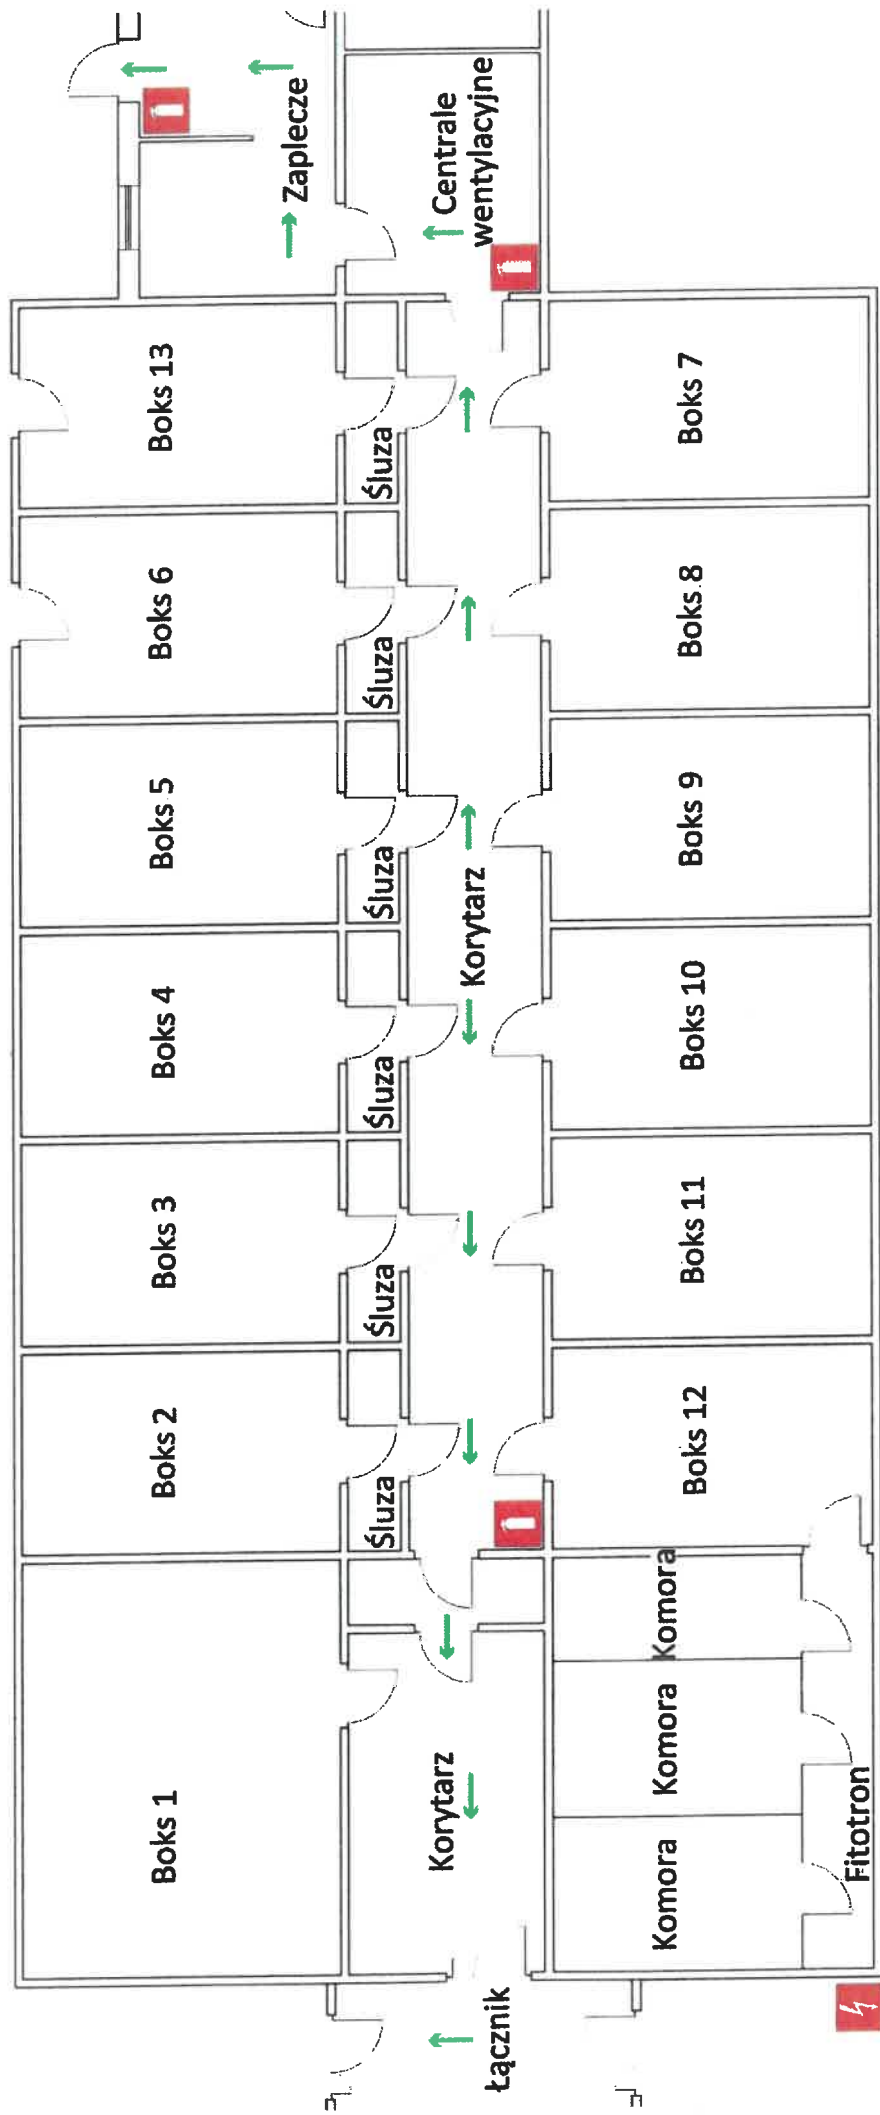 Boks 1
Boks 2
Boks 3
Boks 4
Boks 5
Boks 6
Boks 13
Zaplecze
Śluza
Śluza
Śluza
Śluza
Śluza
Śluza
Łącznik
Korytarz
Korytarz
Centrale
wentylacyjne
Komora
Komora
Komora
Boks 12
Boks 11
Boks 10
Boks 9
Boks 8
Boks 7
Fitotron